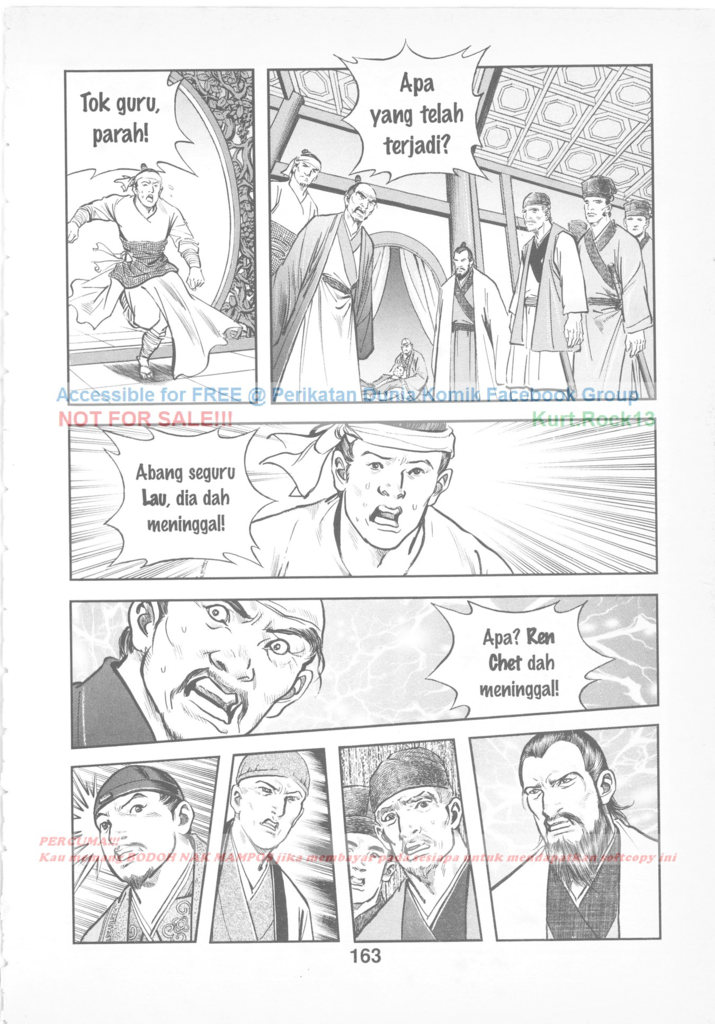 Tok guru,
parah!
Apa
yang telah
terjadi?
Accessible for FREE @ Perikatan Dunia Komik Facebook Group
NOT FOR SALE!!!
Kurt.Rock13
Abang seguru
Lau, dia dah
meninggal!
Apa? Ren
Chet dah
meninggal!
PERCUMA!!!
Kau memang BODOH NAK MAMPOS jika membayar pada sesiapa untuk mendapatkan softcopy ini
163